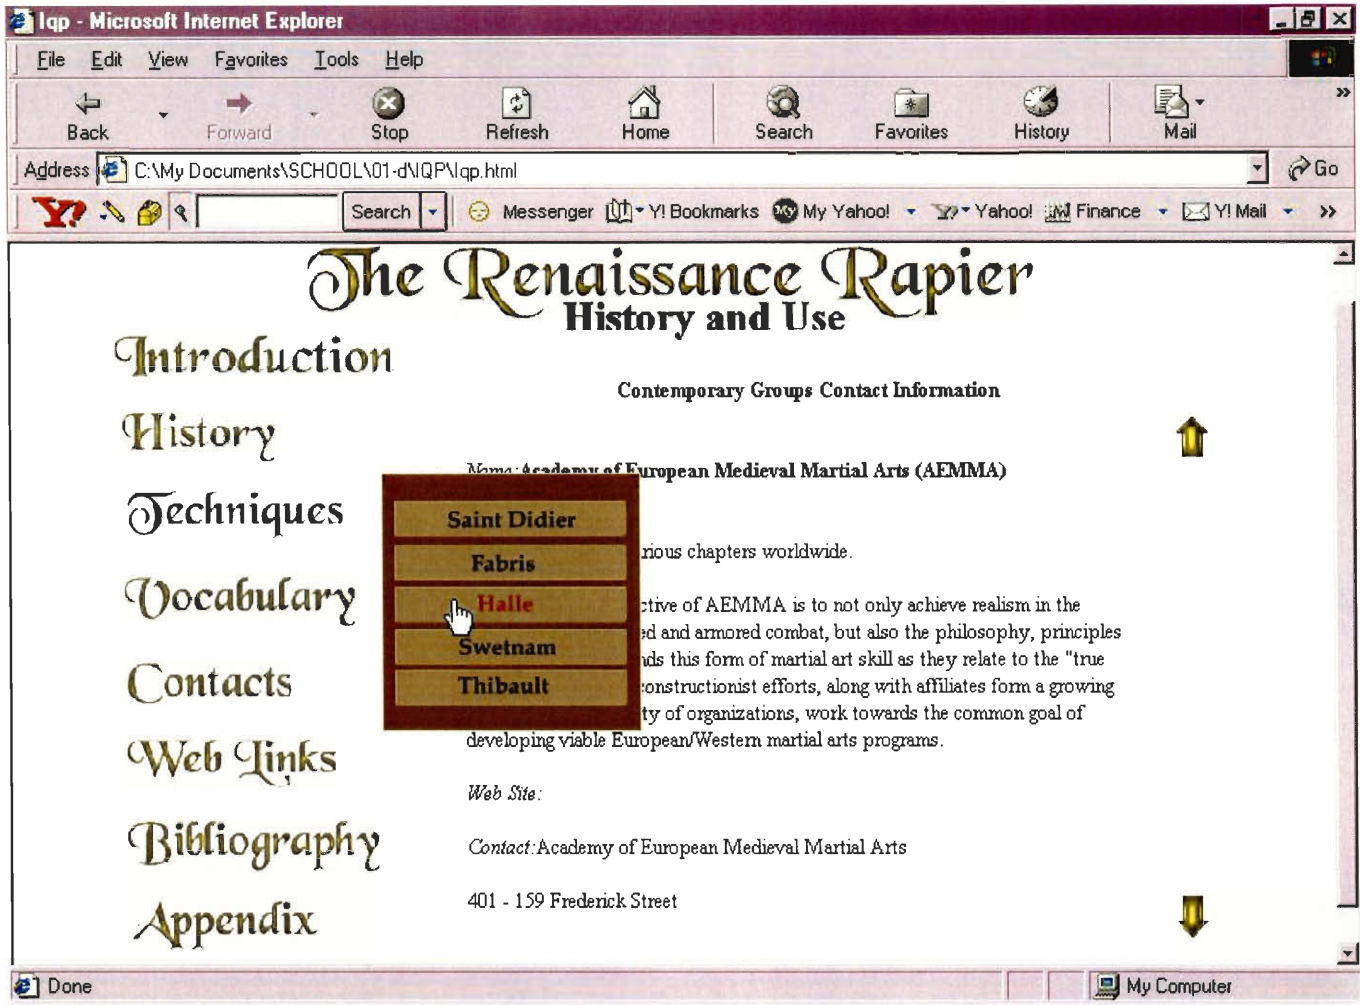 Iqp - Microsoft Internet Explorer
File Edit View Favorites Tools Help
Back Forward Stop Refresh Home Search Favorites History Mail
Address C:\My Documents\SCHOOL\01-d\IQP\Iqp.html Go
Y! Search Messenger Y! Bookmarks My Yahoo! Y? Yahoo! Finance Y! Mail
The Renaissance Rapier
History and Use
Introduction
History
Techniques
Vocabulary
Contacts
Web Links
Bibliography
Appendix
Saint Didier
Fabris
Halle
Swetnam
Thibault
Contemporary Groups Contact Information
Name: Academy of European Medieval Martial Arts (AEMMA)
rious chapters worldwide.
ctive of AEMMA is to not only achieve realism in the
ed and armored combat, but also the philosophy, principles
nds this form of martial art skill as they relate to the "true
constructionist efforts, along with affiliates form a growing
ty of organizations, work towards the common goal of
developing viable European/Western martial arts programs.
Web Site:
Contact:Academy of European Medieval Martial Arts
401 - 159 Frederick Street
Done My Computer